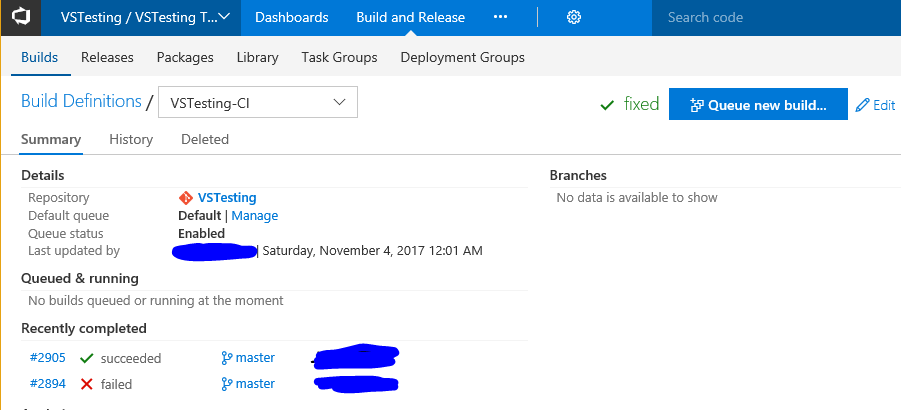 VSTesting / VSTesting T... Dashboards Build and Release ... Search code
Builds Releases Packages Library Task Groups Deployment Groups
Build Definitions / VSTesting-CI fixed Queue new build... Edit
Summary History Deleted
Details
Repository VSTesting
Default queue Default | Manage
Queue status Enabled
Last updated by | Saturday, November 4, 2017 12:01 AM
Queued & running
No builds queued or running at the moment
Recently completed
#2905 succeeded master
#2894 failed master
Branches
No data is available to show